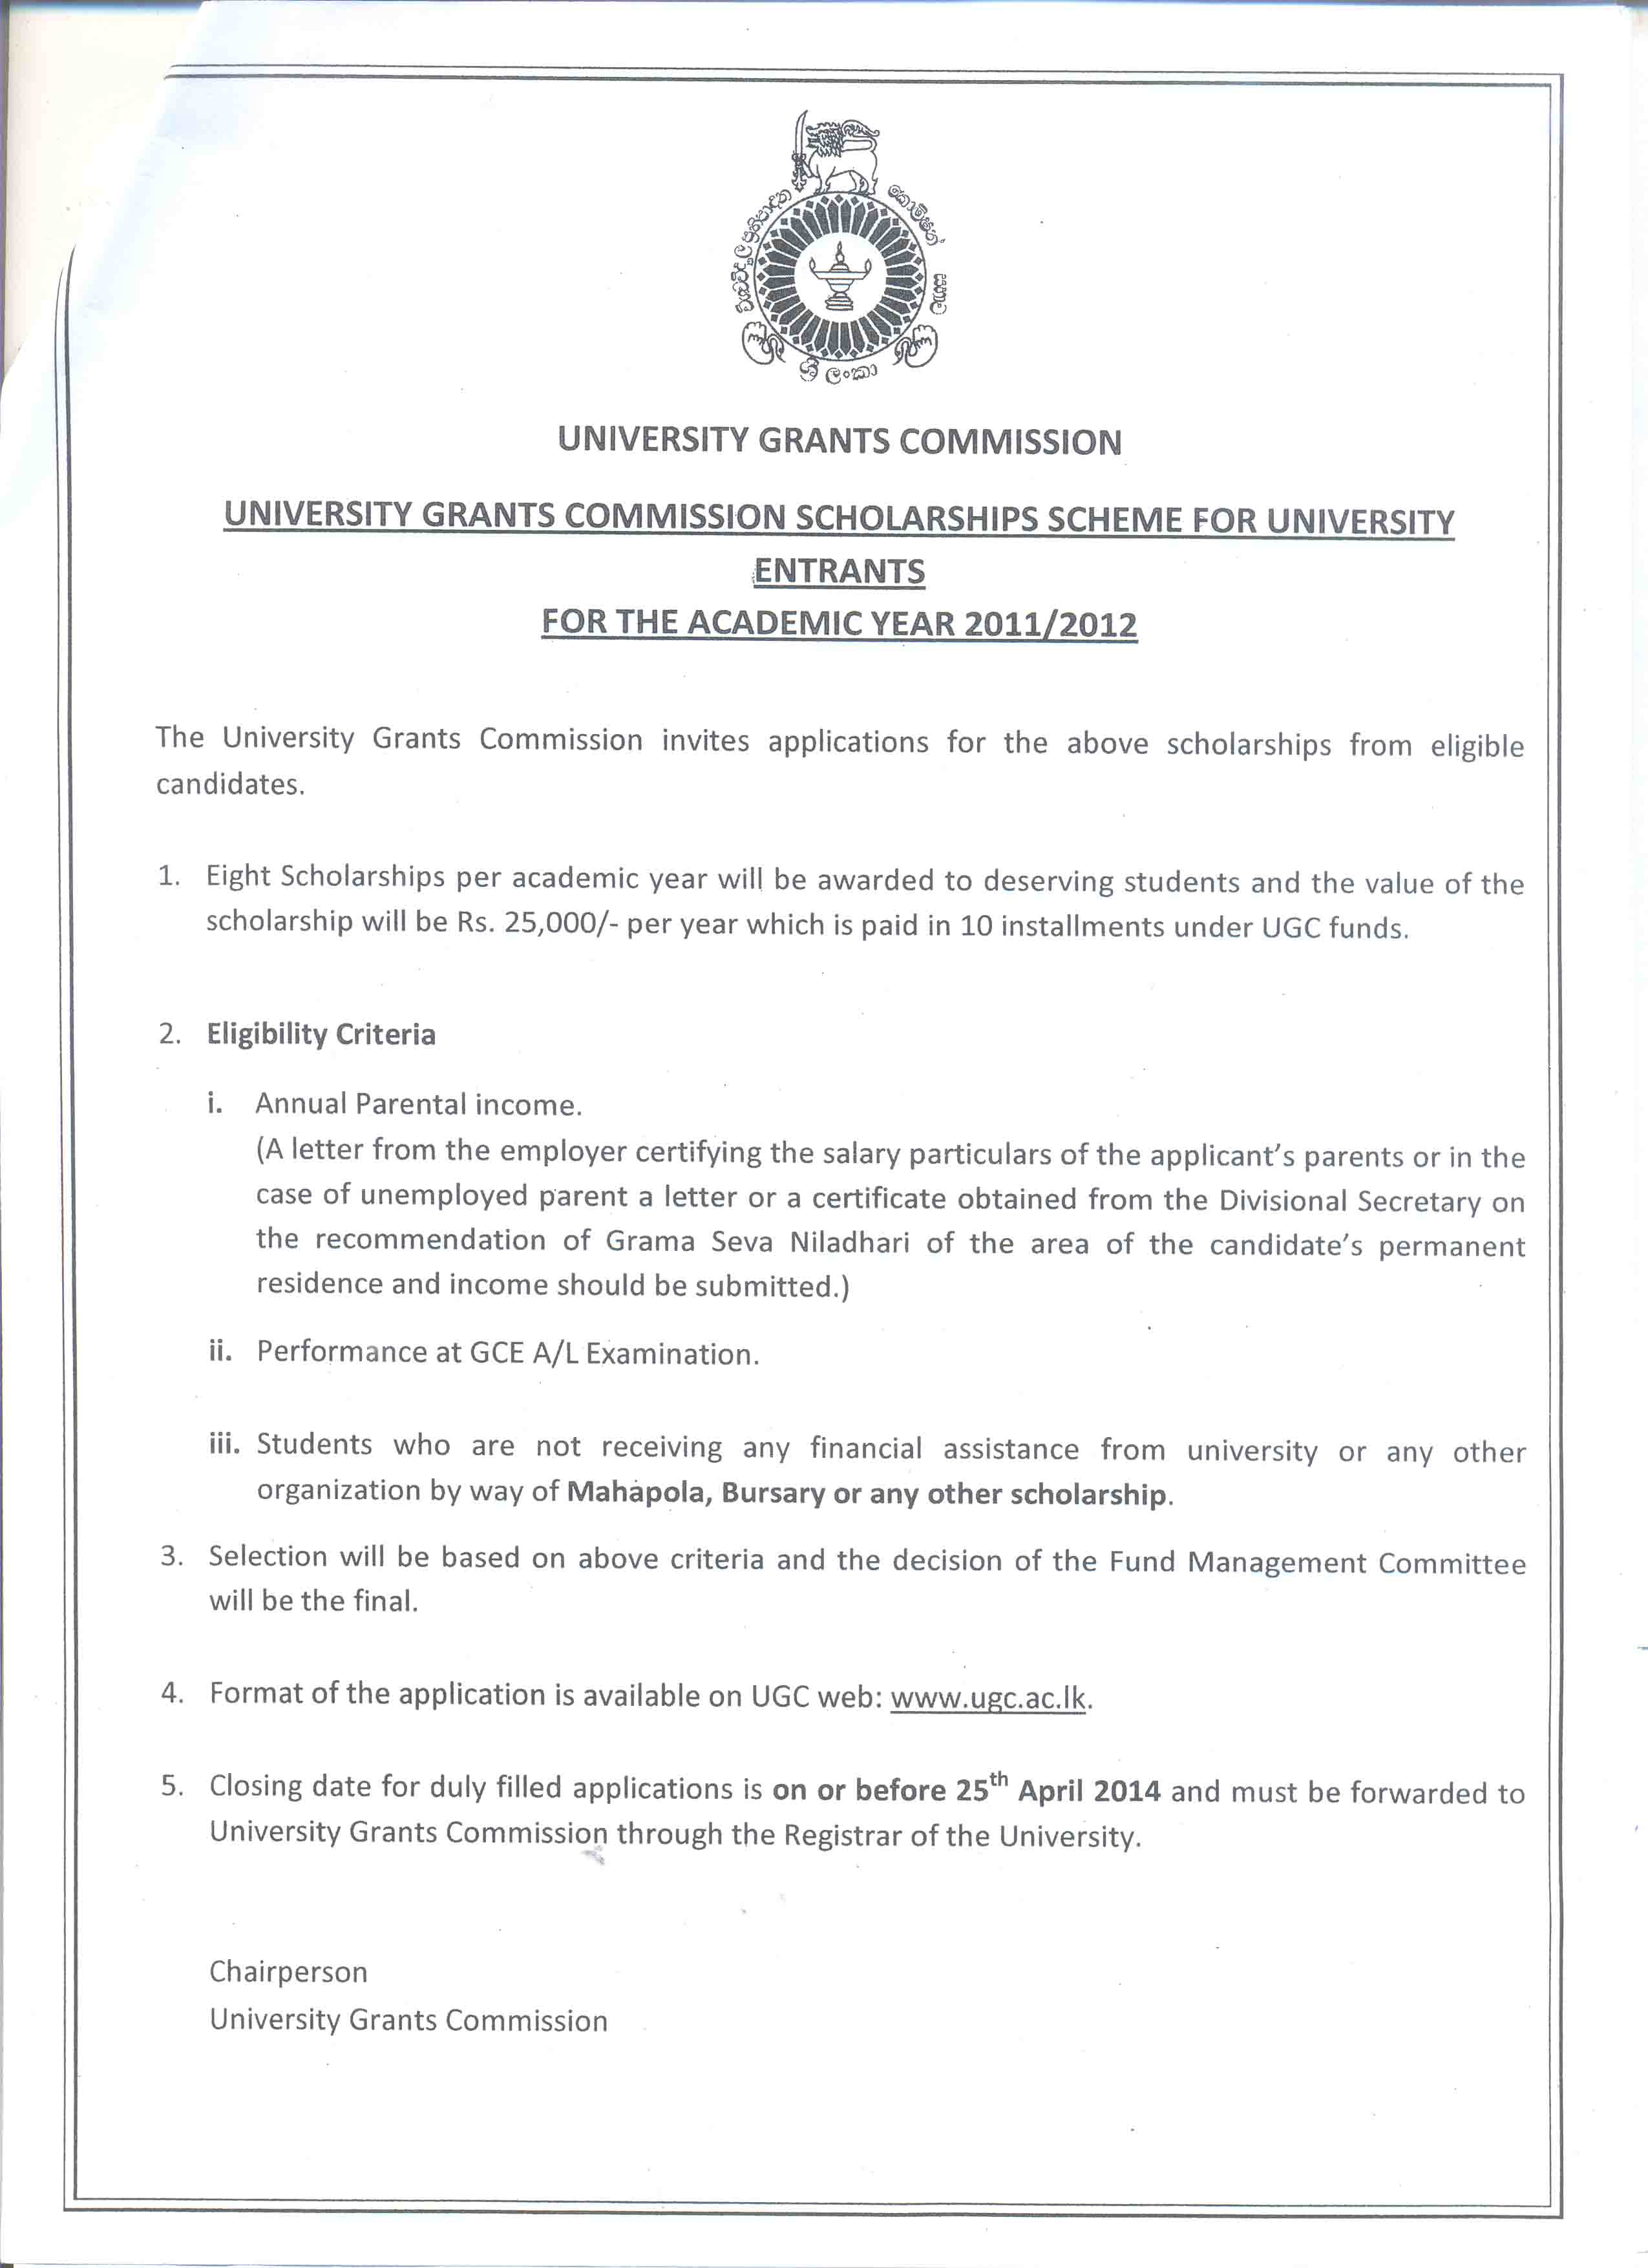 ශ්‍රී ලංකා
UNIVERSITY GRANTS COMMISSION
UNIVERSITY GRANTS COMMISSION SCHOLARSHIPS SCHEME FOR UNIVERSITY
ENTRANTS
FOR THE ACADEMIC YEAR 2011/2012
The University Grants Commission invites applications for the above scholarships from eligible
candidates.
1. Eight Scholarships per academic year will be awarded to deserving students and the value of the
scholarship will be Rs. 25,000/- per year which is paid in 10 installments under UGC funds.
2. Eligibility Criteria
i. Annual Parental income.
(A letter from the employer certifying the salary particulars of the applicant's parents or in the
case of unemployed parent a letter or a certificate obtained from the Divisional Secretary on
the recommendation of Grama Seva Niladhari of the area of the candidate's permanent
residence and income should be submitted.)
ii. Performance at GCE A/L Examination.
iii. Students who are not receiving any financial assistance from university or any other
organization by way of Mahapola, Bursary or any other scholarship.
3. Selection will be based on above criteria and the decision of the Fund Management Committee
will be the final.
4. Format of the application is available on UGC web: www.ugc.ac.lk.
5. Closing date for duly filled applications is on or before 25th April 2014 and must be forwarded to
University Grants Commission through the Registrar of the University.
Chairperson
University Grants Commission